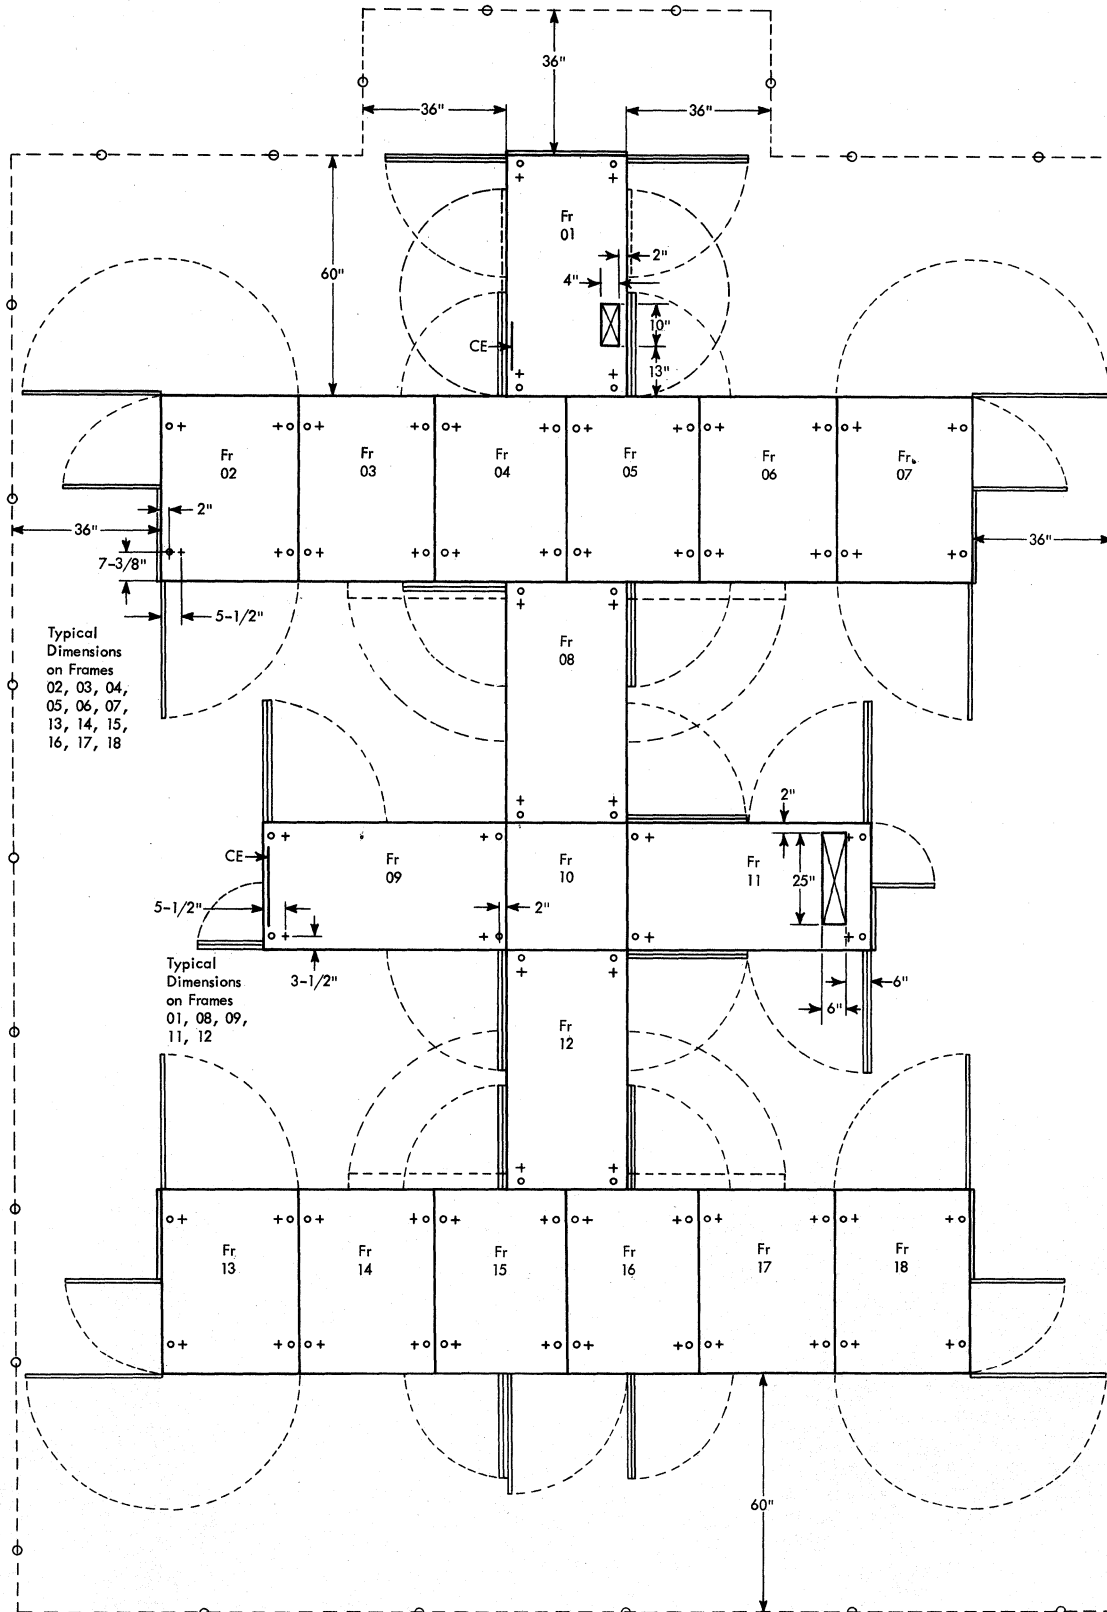 36"
36"
36"
Fr
01
60"
2"
4"
10"
CE
13"
Fr
02
Fr
03
Fr
04
Fr
05
Fr
06
Fr
07
2"
36"
36"
7-3/8"
5-1/2"
Typical
Dimensions
on Frames
02, 03, 04,
05, 06, 07,
13, 14, 15,
16, 17, 18
Fr
08
2"
CE
Fr
09
Fr
10
Fr
11
25"
5-1/2"
2"
3-1/2"
6"
6"
Typical
Dimensions
on Frames
01, 08, 09,
11, 12
Fr
12
Fr
13
Fr
14
Fr
15
Fr
16
Fr
17
Fr
18
60"